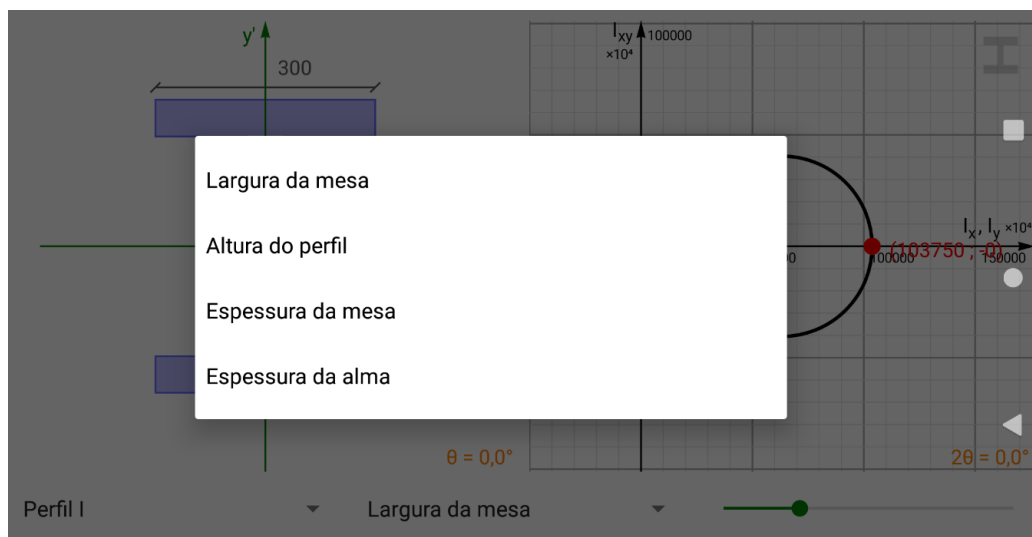 y'
300
Largura da mesa
Altura do perfil
Espessura da mesa
Espessura da alma
θ = 0,0°
Ixy
×10⁴
100000
Ix, Iy ×10⁴
(103750 ; -0)
100000
150000
2θ = 0,0°
Perfil I
Largura da mesa